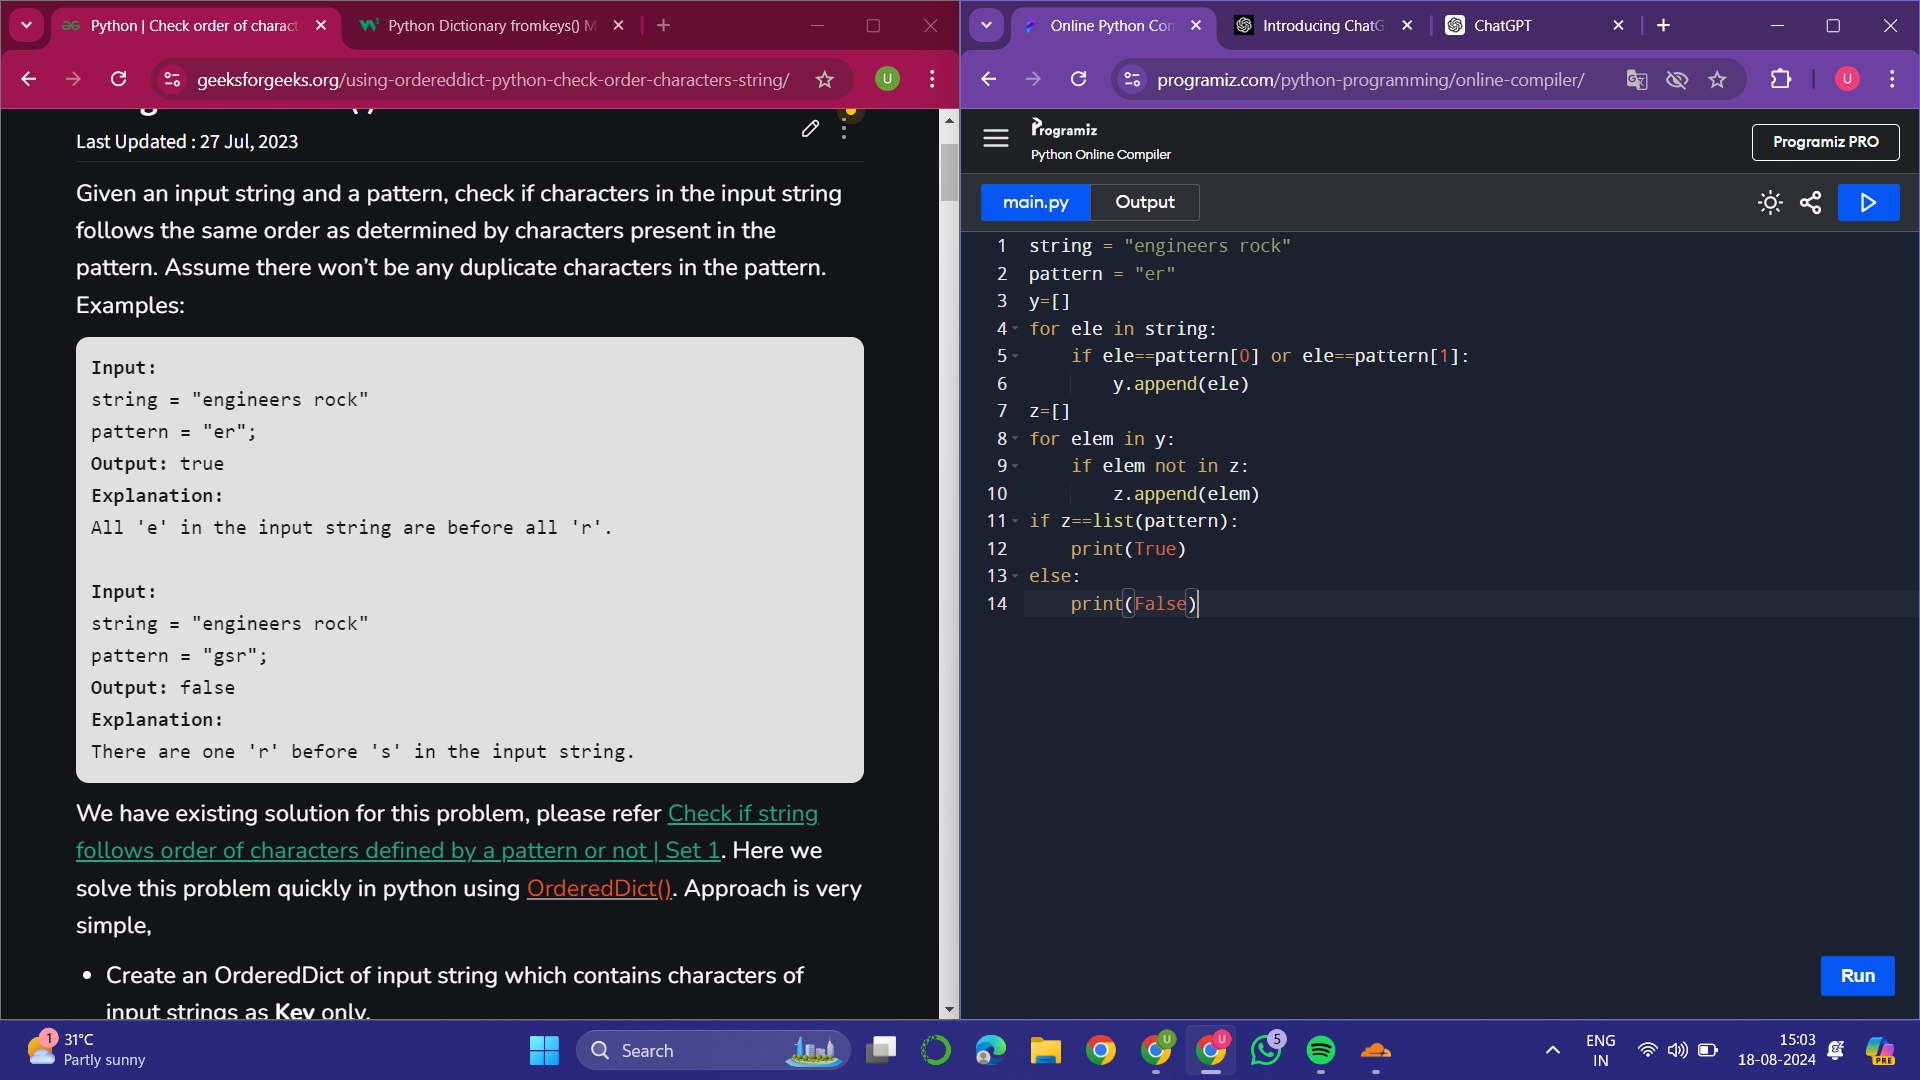 Python | Check order of charact
Python Dictionary fromkeys() M
geeksforgeeks.org/using-ordereddict-python-check-order-characters-string/
U
Last Updated : 27 Jul, 2023
Given an input string and a pattern, check if characters in the input string
follows the same order as determined by characters present in the
pattern. Assume there won’t be any duplicate characters in the pattern.
Examples:
Input:
string = "engineers rock"
pattern = "er";
Output: true
Explanation:
All 'e' in the input string are before all 'r'.
Input:
string = "engineers rock"
pattern = "gsr";
Output: false
Explanation:
There are one 'r' before 's' in the input string.
We have existing solution for this problem, please refer Check if string
follows order of characters defined by a pattern or not | Set 1. Here we
solve this problem quickly in python using OrderedDict(). Approach is very
simple,
• Create an OrderedDict of input string which contains characters of
input strings as Key only.
Online Python Con
Introducing ChatG
ChatGPT
programiz.com/python-programming/online-compiler/
U
Programiz
Python Online Compiler
Programiz PRO
main.py
Output
1 string = "engineers rock"
2 pattern = "er"
3 y=[]
4 for ele in string:
5 if ele==pattern[0] or ele==pattern[1]:
6 y.append(ele)
7 z=[]
8 for elem in y:
9 if elem not in z:
10 z.append(elem)
11 if z==list(pattern):
12 print(True)
13 else:
14 print(False)
Run
1
31°C
Partly sunny
Search
U
U
5
ENG
IN
15:03
18-08-2024
PRE